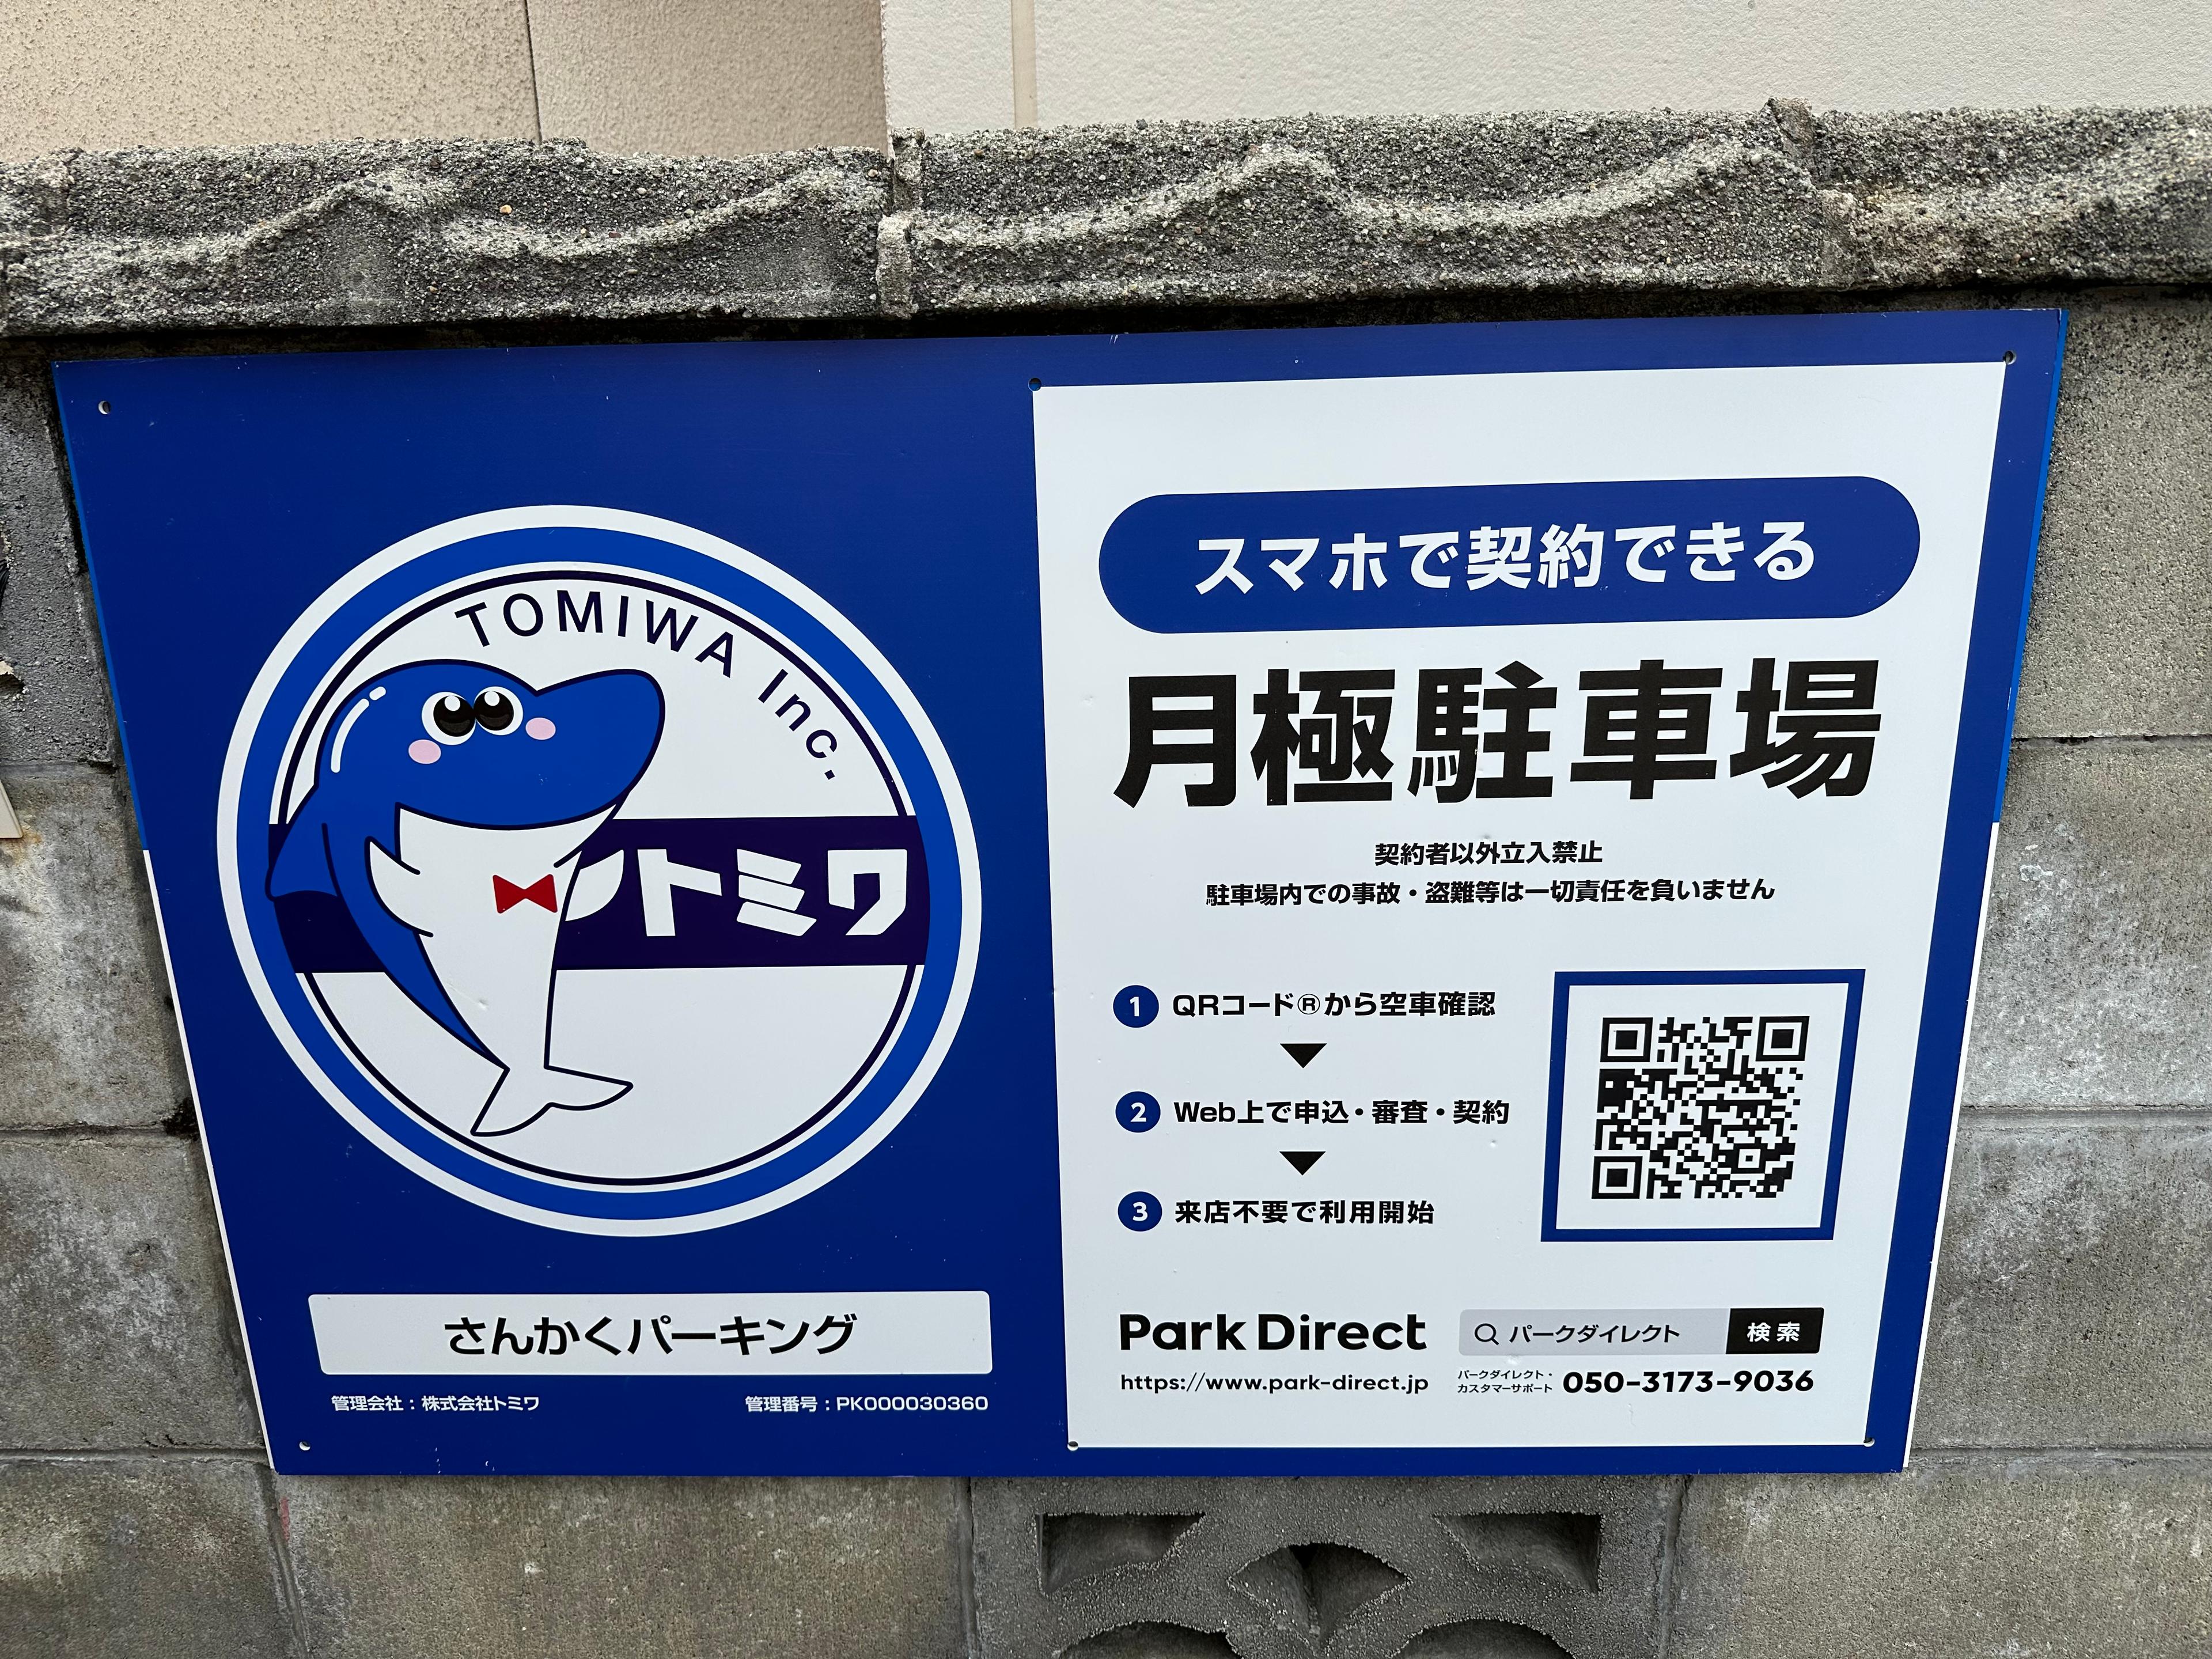 TOMIWA Inc.
トミワ
さんかくパーキング
管理会社：株式会社トミワ
管理番号：PK000030360
スマホで契約できる
月極駐車場
契約者以外立入禁止
駐車場内での事故・盗難等は一切責任を負いません
1 QRコード®から空車確認
2 Web上で申込・審査・契約
3 来店不要で利用開始
Park Direct
パークダイレクト 検索
https://www.park-direct.jp
パークダイレクト・
カスタマーサポート 050-3173-9036